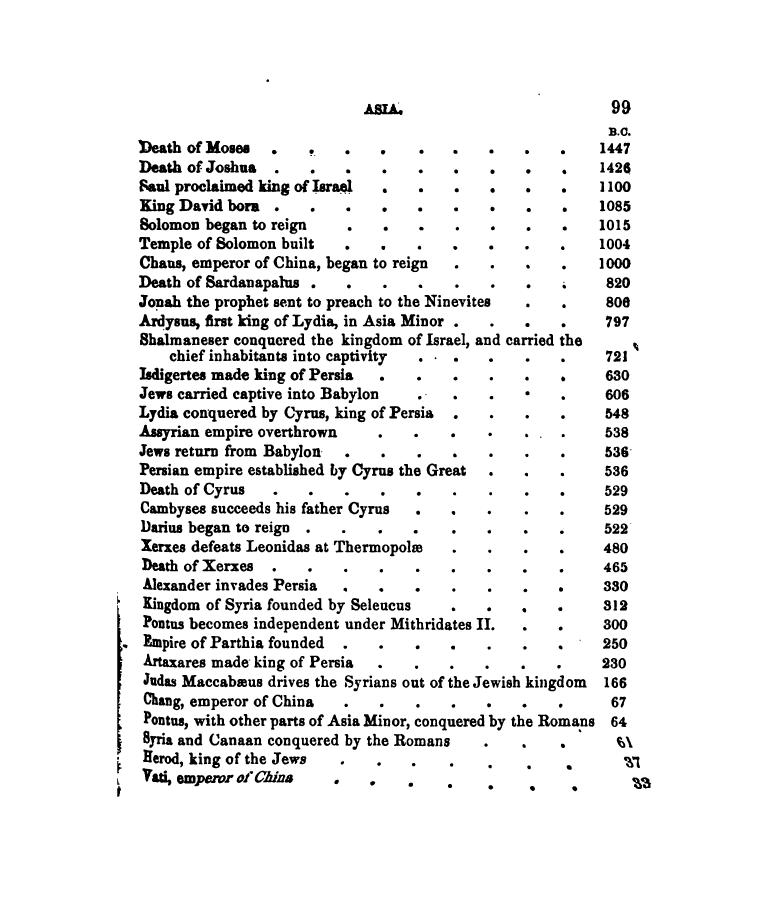 ASIA. 99
B.C.
Death of Moses . . . . . . . . . 1447
Death of Joshua . . . . . . . . . 1426
Saul proclaimed king of Israel . . . . . . 1100
King David born . . . . . . . . . 1085
Solomon began to reign . . . . . . . 1015
Temple of Solomon built . . . . . . . 1004
Chaus, emperor of China, began to reign . . . . 1000
Death of Sardanapalus . . . . . . . . 820
Jonah the prophet sent to preach to the Ninevites . . 806
Ardysus, first king of Lydia, in Asia Minor . . . . 797
Shalmaneser conquered the kingdom of Israel, and carried the
chief inhabitants into captivity . . . . . 721
Isdigertes made king of Persia . . . . . . 630
Jews carried captive into Babylon . . . . . 606
Lydia conquered by Cyrus, king of Persia . . . . 548
Assyrian empire overthrown . . . . . . 538
Jews return from Babylon . . . . . . . 536
Persian empire established by Cyrus the Great . . . 536
Death of Cyrus . . . . . . . . . 529
Cambyses succeeds his father Cyrus . . . . . 529
Darius began to reign . . . . . . . . 522
Xerxes defeats Leonidas at Thermopolæ . . . . 480
Death of Xerxes . . . . . . . . . 465
Alexander invades Persia . . . . . . . 330
Kingdom of Syria founded by Seleucus . . . . 312
Pontus becomes independent under Mithridates II. . . 300
Empire of Parthia founded . . . . . . . 250
Artaxares made king of Persia . . . . . . 230
Judas Maccabæus drives the Syrians out of the Jewish kingdom 166
Chang, emperor of China . . . . . . . 67
Pontus, with other parts of Asia Minor, conquered by the Romans 64
Syria and Canaan conquered by the Romans . . . 61
Herod, king of the Jews . . . . . . . 37
Vati, emperor of China . . . . . . . 33